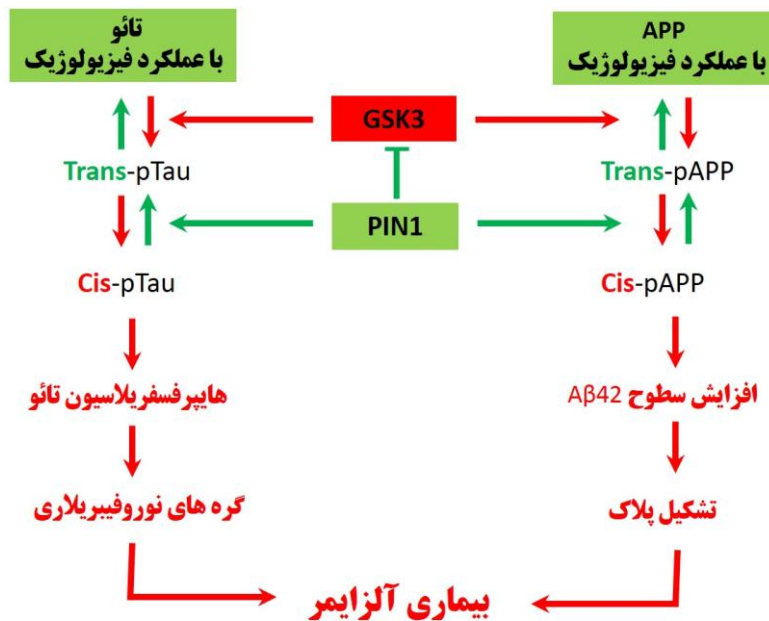 تائو
با عملکرد فیزیولوژیک
APP
با عملکرد فیزیولوژیک
GSK3
Trans-pTau
Trans-pAPP
PIN1
Cis-pTau
Cis-pAPP
هایپرفسفریلاسیون تائو
افزایش سطوح Aβ42
گره های نوروفیبریلاری
تشکیل پلاک
بیماری آلزایمر